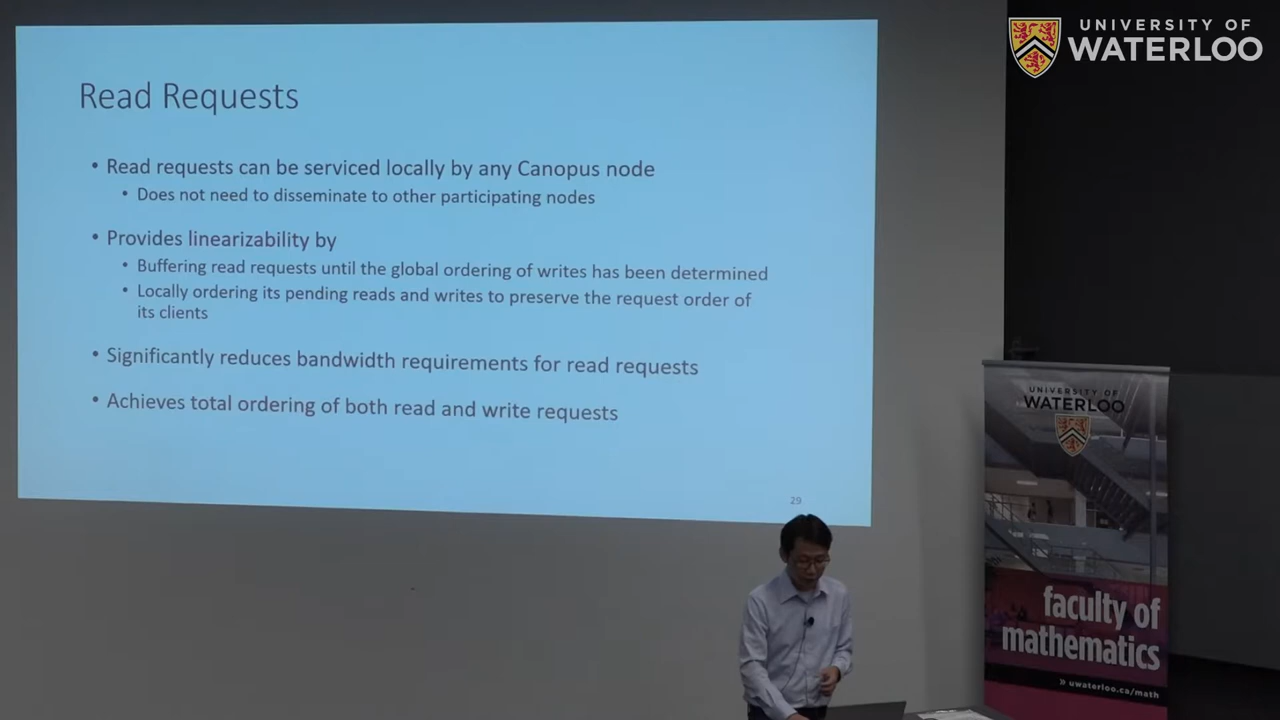 UNIVERSITY OF
WATERLOO
Read Requests
• Read requests can be serviced locally by any Canopus node
• Does not need to disseminate to other participating nodes
• Provides linearizability by
• Buffering read requests until the global ordering of writes has been determined
• Locally ordering its pending reads and writes to preserve the request order of
its clients
• Significantly reduces bandwidth requirements for read requests
• Achieves total ordering of both read and write requests
29
UNIVERSITY OF
WATERLOO
faculty of
mathematics
» uwaterloo.ca/math